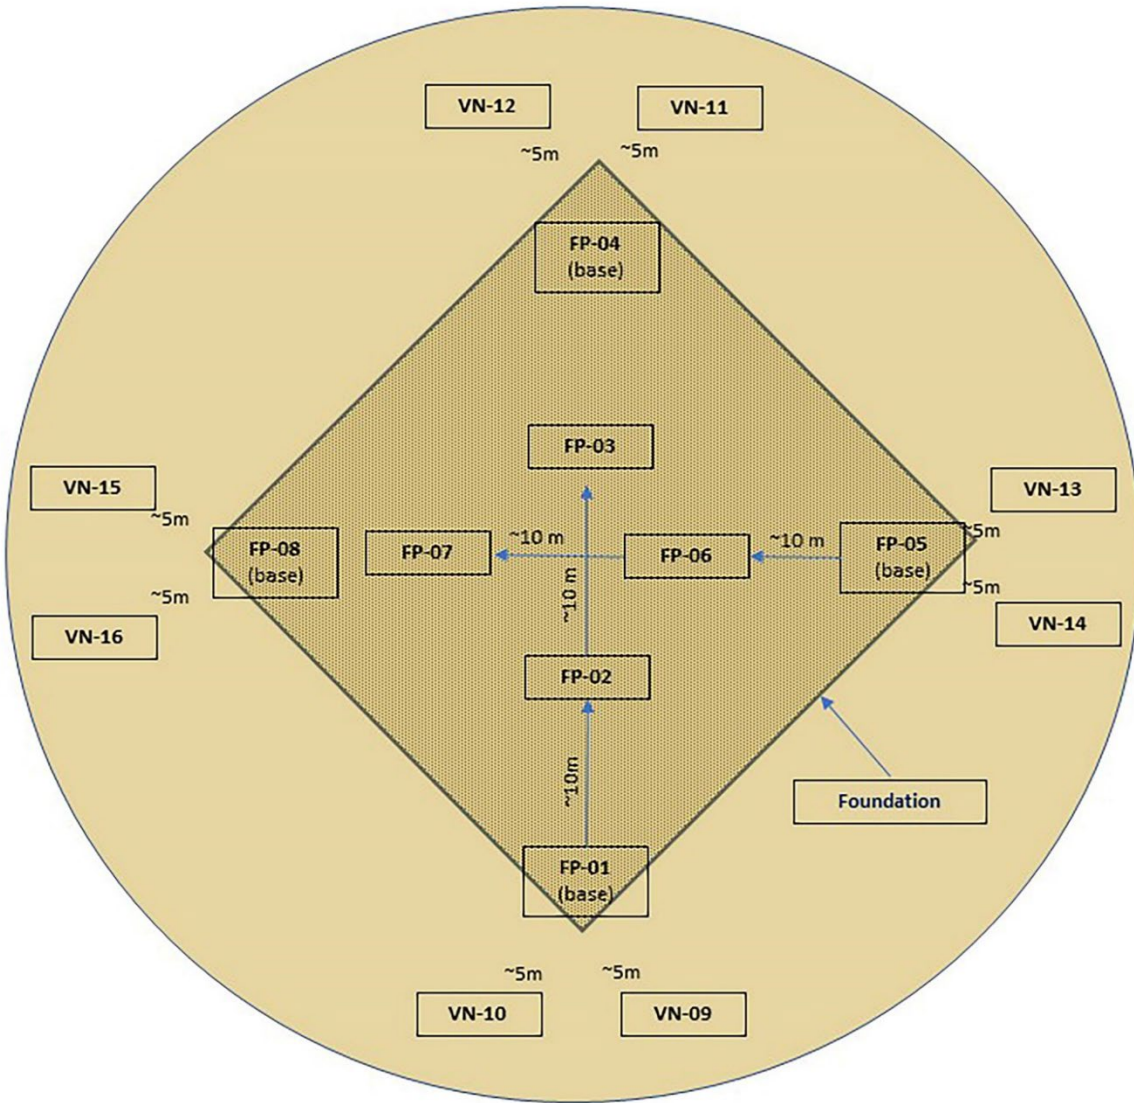 VN-12
VN-11
~5m
~5m
FP-04
(base)
FP-03
VN-15
VN-13
~5m
~5m
FP-08
(base)
FP-07
~10 m
FP-06
~10 m
FP-05
(base)
~5m
~5m
~10 m
VN-16
VN-14
FP-02
~10m
Foundation
FP-01
(base)
~5m
~5m
VN-10
VN-09